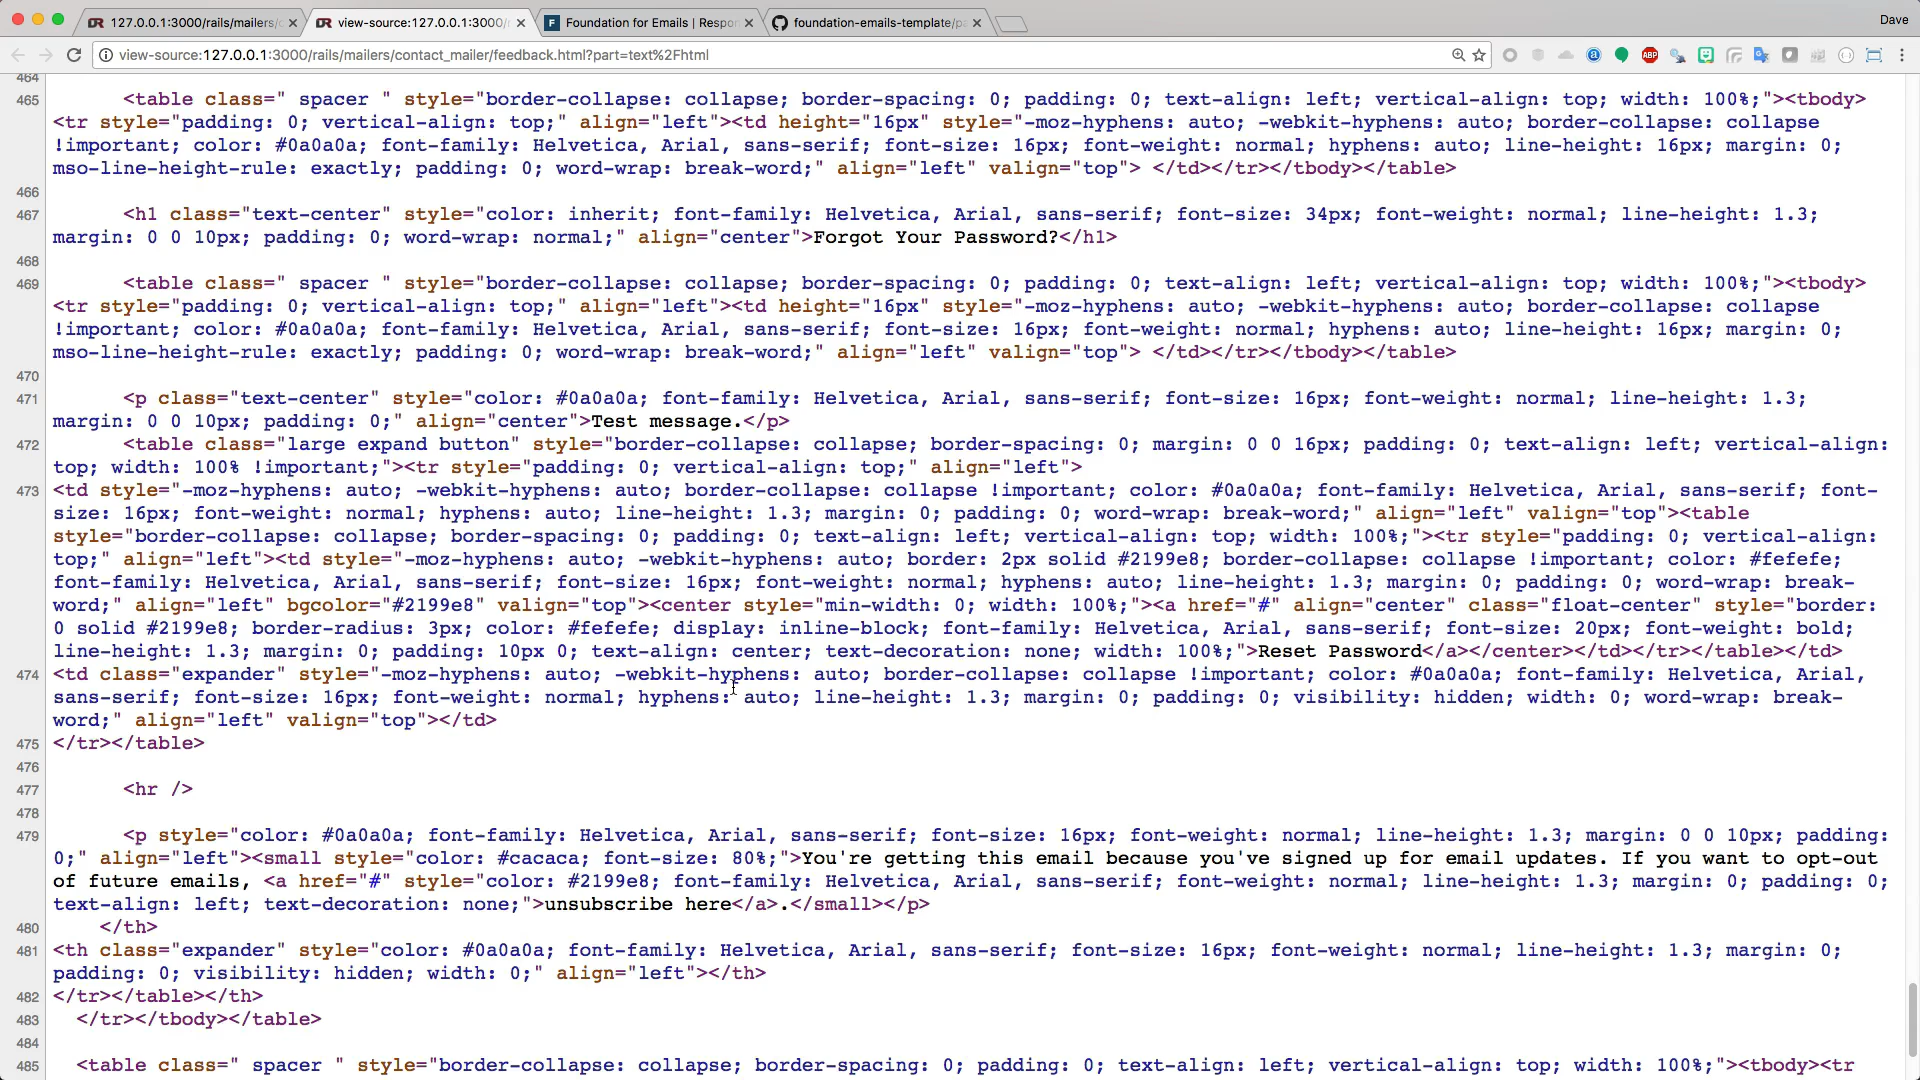 127.0.0.1:3000/rails/mailers/
view-source:127.0.0.1:3000/
Foundation for Emails | Respo
foundation-emails-template/pa
Dave
view-source:127.0.0.1:3000/rails/mailers/contact_mailer/feedback.html?part=text%2Fhtml
ABP
464
465 <table class=" spacer " style="border-collapse: collapse; border-spacing: 0; padding: 0; text-align: left; vertical-align: top; width: 100%;"><tbody>
<tr style="padding: 0; vertical-align: top;" align="left"><td height="16px" style="-moz-hyphens: auto; -webkit-hyphens: auto; border-collapse: collapse
!important; color: #0a0a0a; font-family: Helvetica, Arial, sans-serif; font-size: 16px; font-weight: normal; hyphens: auto; line-height: 16px; margin: 0;
mso-line-height-rule: exactly; padding: 0; word-wrap: break-word;" align="left" valign="top"> </td></tr></tbody></table>
466
467 <h1 class="text-center" style="color: inherit; font-family: Helvetica, Arial, sans-serif; font-size: 34px; font-weight: normal; line-height: 1.3;
margin: 0 0 10px; padding: 0; word-wrap: normal;" align="center">Forgot Your Password?</h1>
468
469 <table class=" spacer " style="border-collapse: collapse; border-spacing: 0; padding: 0; text-align: left; vertical-align: top; width: 100%;"><tbody>
<tr style="padding: 0; vertical-align: top;" align="left"><td height="16px" style="-moz-hyphens: auto; -webkit-hyphens: auto; border-collapse: collapse
!important; color: #0a0a0a; font-family: Helvetica, Arial, sans-serif; font-size: 16px; font-weight: normal; hyphens: auto; line-height: 16px; margin: 0;
mso-line-height-rule: exactly; padding: 0; word-wrap: break-word;" align="left" valign="top"> </td></tr></tbody></table>
470
471 <p class="text-center" style="color: #0a0a0a; font-family: Helvetica, Arial, sans-serif; font-size: 16px; font-weight: normal; line-height: 1.3;
margin: 0 0 10px; padding: 0;" align="center">Test message.</p>
472 <table class="large expand button" style="border-collapse: collapse; border-spacing: 0; margin: 0 0 16px; padding: 0; text-align: left; vertical-align:
top; width: 100% !important;"><tr style="padding: 0; vertical-align: top;" align="left">
473 <td style="-moz-hyphens: auto; -webkit-hyphens: auto; border-collapse: collapse !important; color: #0a0a0a; font-family: Helvetica, Arial, sans-serif; font-
size: 16px; font-weight: normal; hyphens: auto; line-height: 1.3; margin: 0; padding: 0; word-wrap: break-word;" align="left" valign="top"><table
style="border-collapse: collapse; border-spacing: 0; padding: 0; text-align: left; vertical-align: top; width: 100%;"><tr style="padding: 0; vertical-align:
top;" align="left"><td style="-moz-hyphens: auto; -webkit-hyphens: auto; border: 2px solid #2199e8; border-collapse: collapse !important; color: #fefefe;
font-family: Helvetica, Arial, sans-serif; font-size: 16px; font-weight: normal; hyphens: auto; line-height: 1.3; margin: 0; padding: 0; word-wrap: break-
word;" align="left" bgcolor="#2199e8" valign="top"><center style="min-width: 0; width: 100%;"><a href="#" align="center" class="float-center" style="border:
0 solid #2199e8; border-radius: 3px; color: #fefefe; display: inline-block; font-family: Helvetica, Arial, sans-serif; font-size: 20px; font-weight: bold;
line-height: 1.3; margin: 0; padding: 10px 0; text-align: center; text-decoration: none; width: 100%;">Reset Password</a></center></td></tr></table></td>
474 <td class="expander" style="-moz-hyphens: auto; -webkit-hyphens: auto; border-collapse: collapse !important; color: #0a0a0a; font-family: Helvetica, Arial,
sans-serif; font-size: 16px; font-weight: normal; hyphens: auto; line-height: 1.3; margin: 0; padding: 0; visibility: hidden; width: 0; word-wrap: break-
word;" align="left" valign="top"></td>
475 </tr></table>
476
477 <hr />
478
479 <p style="color: #0a0a0a; font-family: Helvetica, Arial, sans-serif; font-size: 16px; font-weight: normal; line-height: 1.3; margin: 0 0 10px; padding:
0;" align="left"><small style="color: #cacaca; font-size: 80%;">You're getting this email because you've signed up for email updates. If you want to opt-out
of future emails, <a href="#" style="color: #2199e8; font-family: Helvetica, Arial, sans-serif; font-weight: normal; line-height: 1.3; margin: 0; padding: 0;
text-align: left; text-decoration: none;">unsubscribe here</a>.</small></p>
480 </th>
481 <th class="expander" style="color: #0a0a0a; font-family: Helvetica, Arial, sans-serif; font-size: 16px; font-weight: normal; line-height: 1.3; margin: 0;
padding: 0; visibility: hidden; width: 0;" align="left"></th>
482 </tr></table></th>
483 </tr></tbody></table>
484
485 <table class=" spacer " style="border-collapse: collapse; border-spacing: 0; padding: 0; text-align: left; vertical-align: top; width: 100%;"><tbody><tr